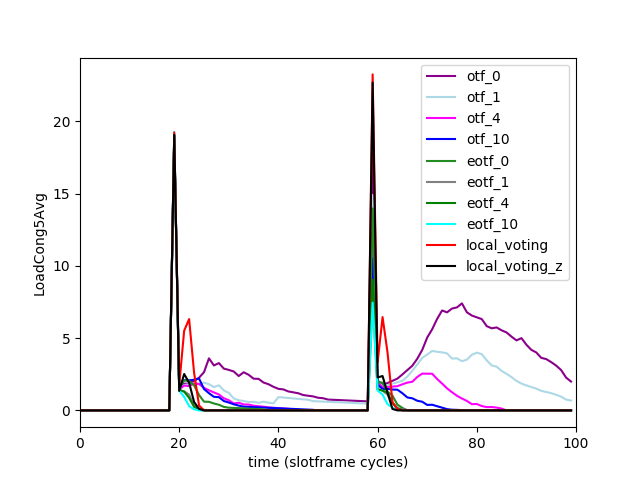 LoadCong5Avg
20
15
10
5
0
0
20
40
60
80
100
time (slotframe cycles)
otf_0
otf_1
otf_4
otf_10
eotf_0
eotf_1
eotf_4
eotf_10
local_voting
local_voting_z